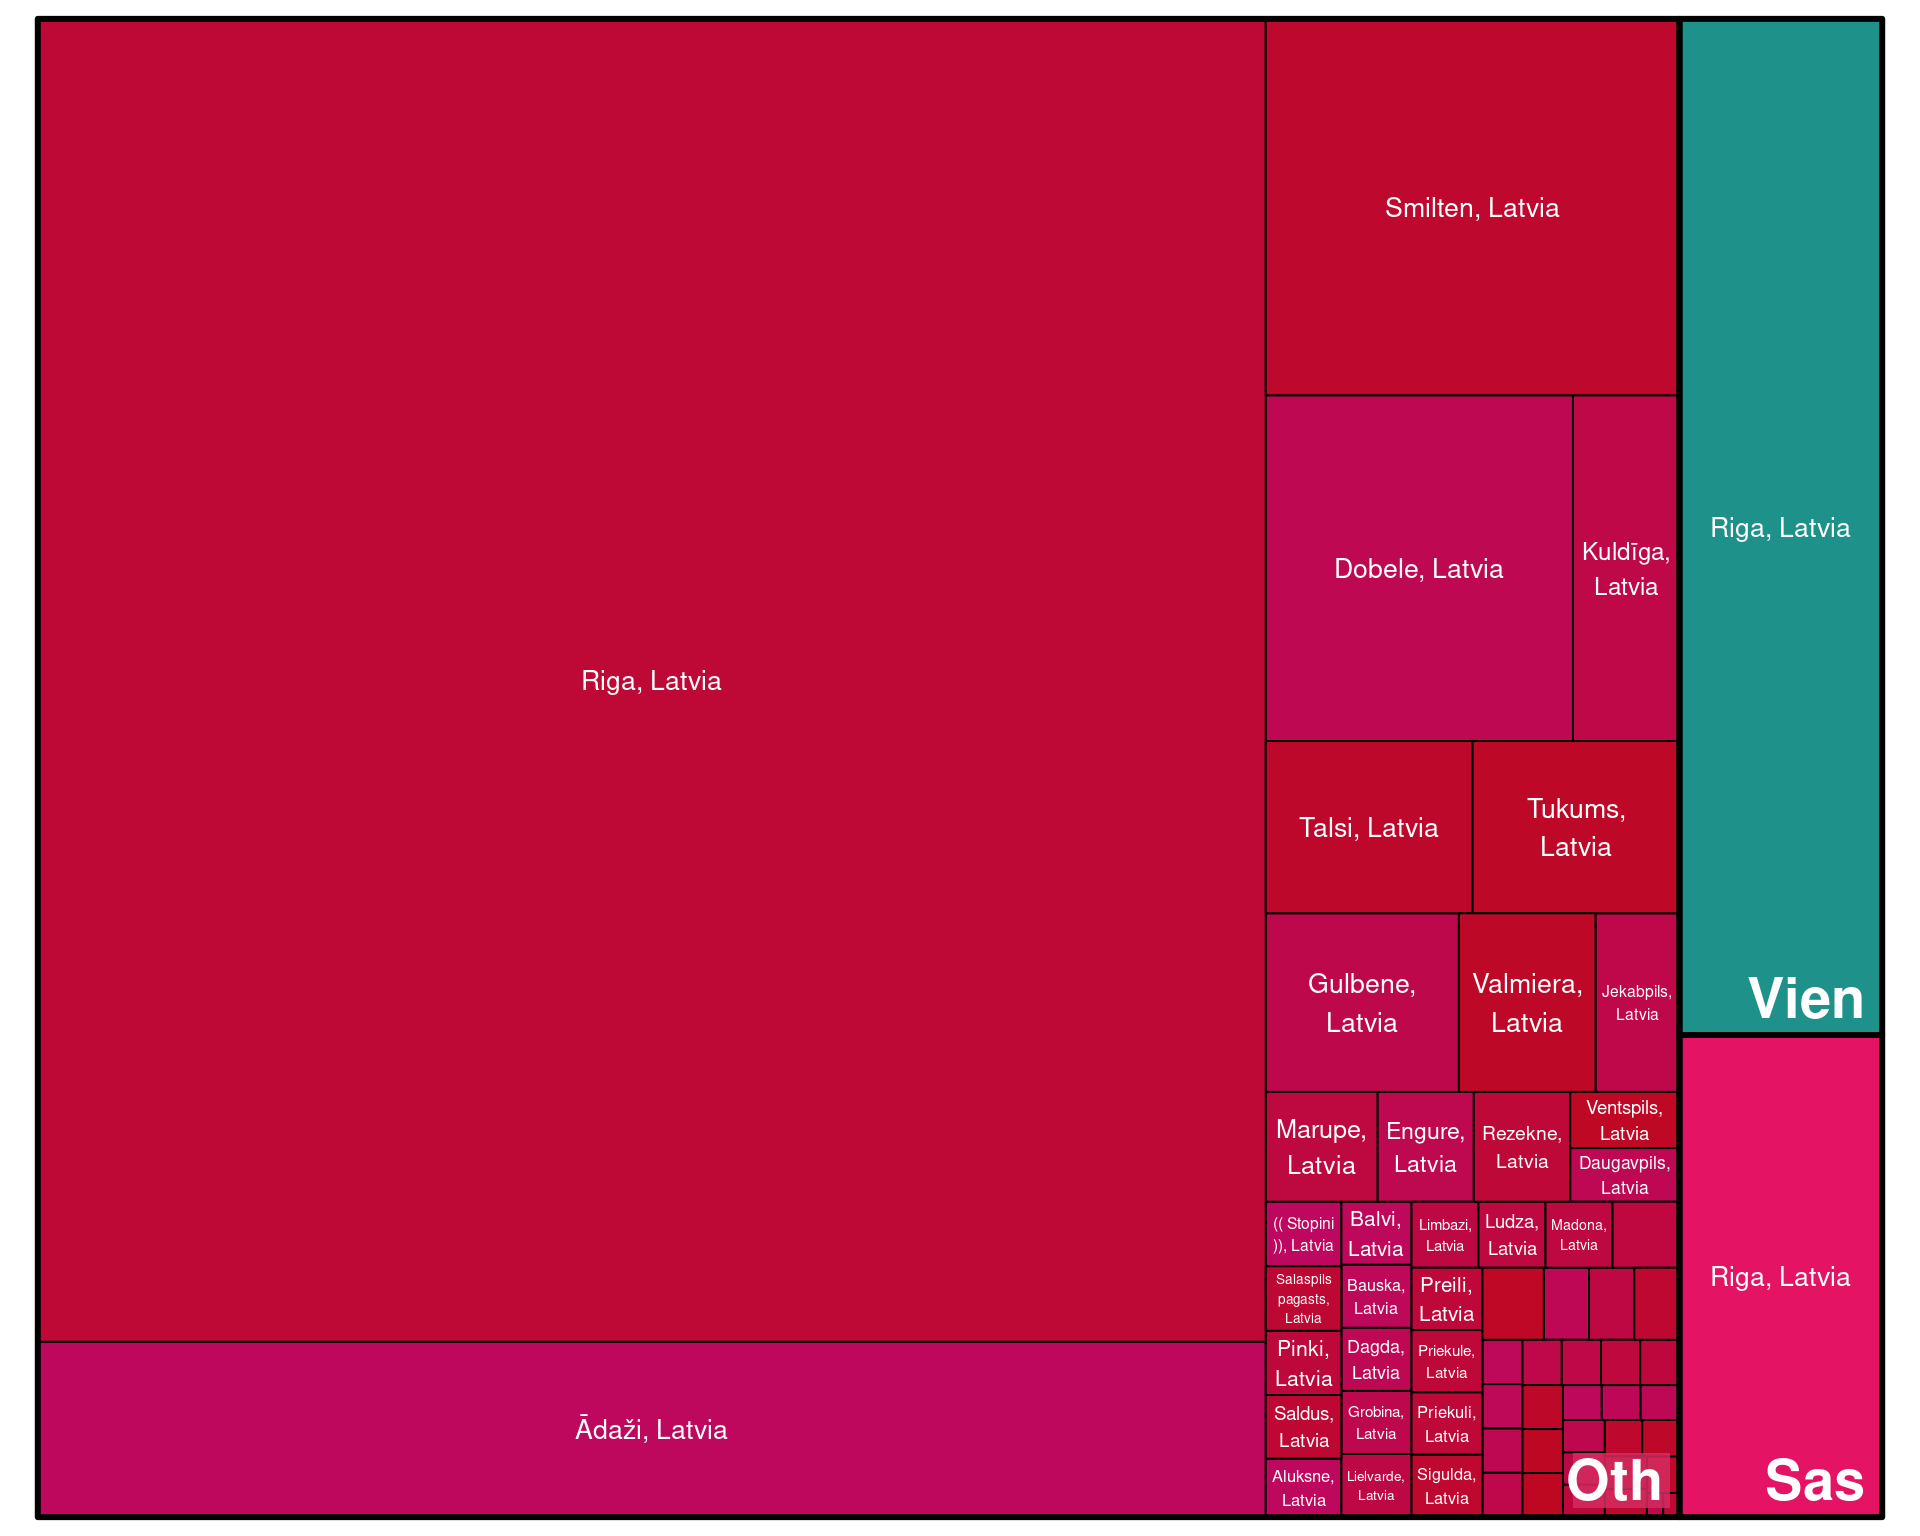 Riga, Latvia
Ādaži, Latvia
Smilten, Latvia
Dobele, Latvia
Kuldīga,
Latvia
Talsi, Latvia
Tukums,
Latvia
Gulbene,
Latvia
Valmiera,
Latvia
Jekabpils,
Latvia
Marupe,
Latvia
Engure,
Latvia
Rezekne,
Latvia
Ventspils,
Latvia
Daugavpils,
Latvia
(( Stopini
)), Latvia
Salaspils
pagasts,
Latvia
Pinki,
Latvia
Saldus,
Latvia
Aluksne,
Latvia
Balvi,
Latvia
Bauska,
Latvia
Dagda,
Latvia
Grobina,
Latvia
Lielvarde,
Latvia
Limbazi,
Latvia
Ludza,
Latvia
Madona,
Latvia
Preili,
Latvia
Priekule,
Latvia
Priekuli,
Latvia
Sigulda,
Latvia
Oth
Riga, Latvia
Vien
Riga, Latvia
Sas